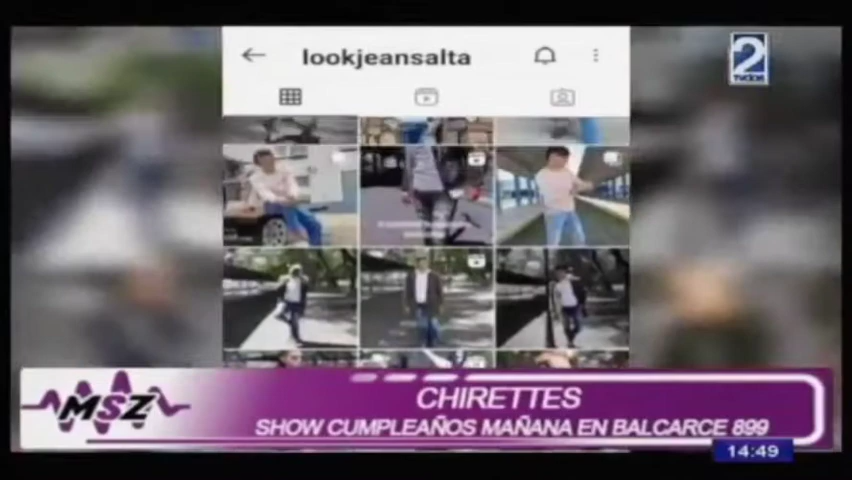 lookjeansalta
2
MSZ
CHIRETTES
SHOW CUMPLEAÑOS MAÑANA EN BALCARCE 899
14:49